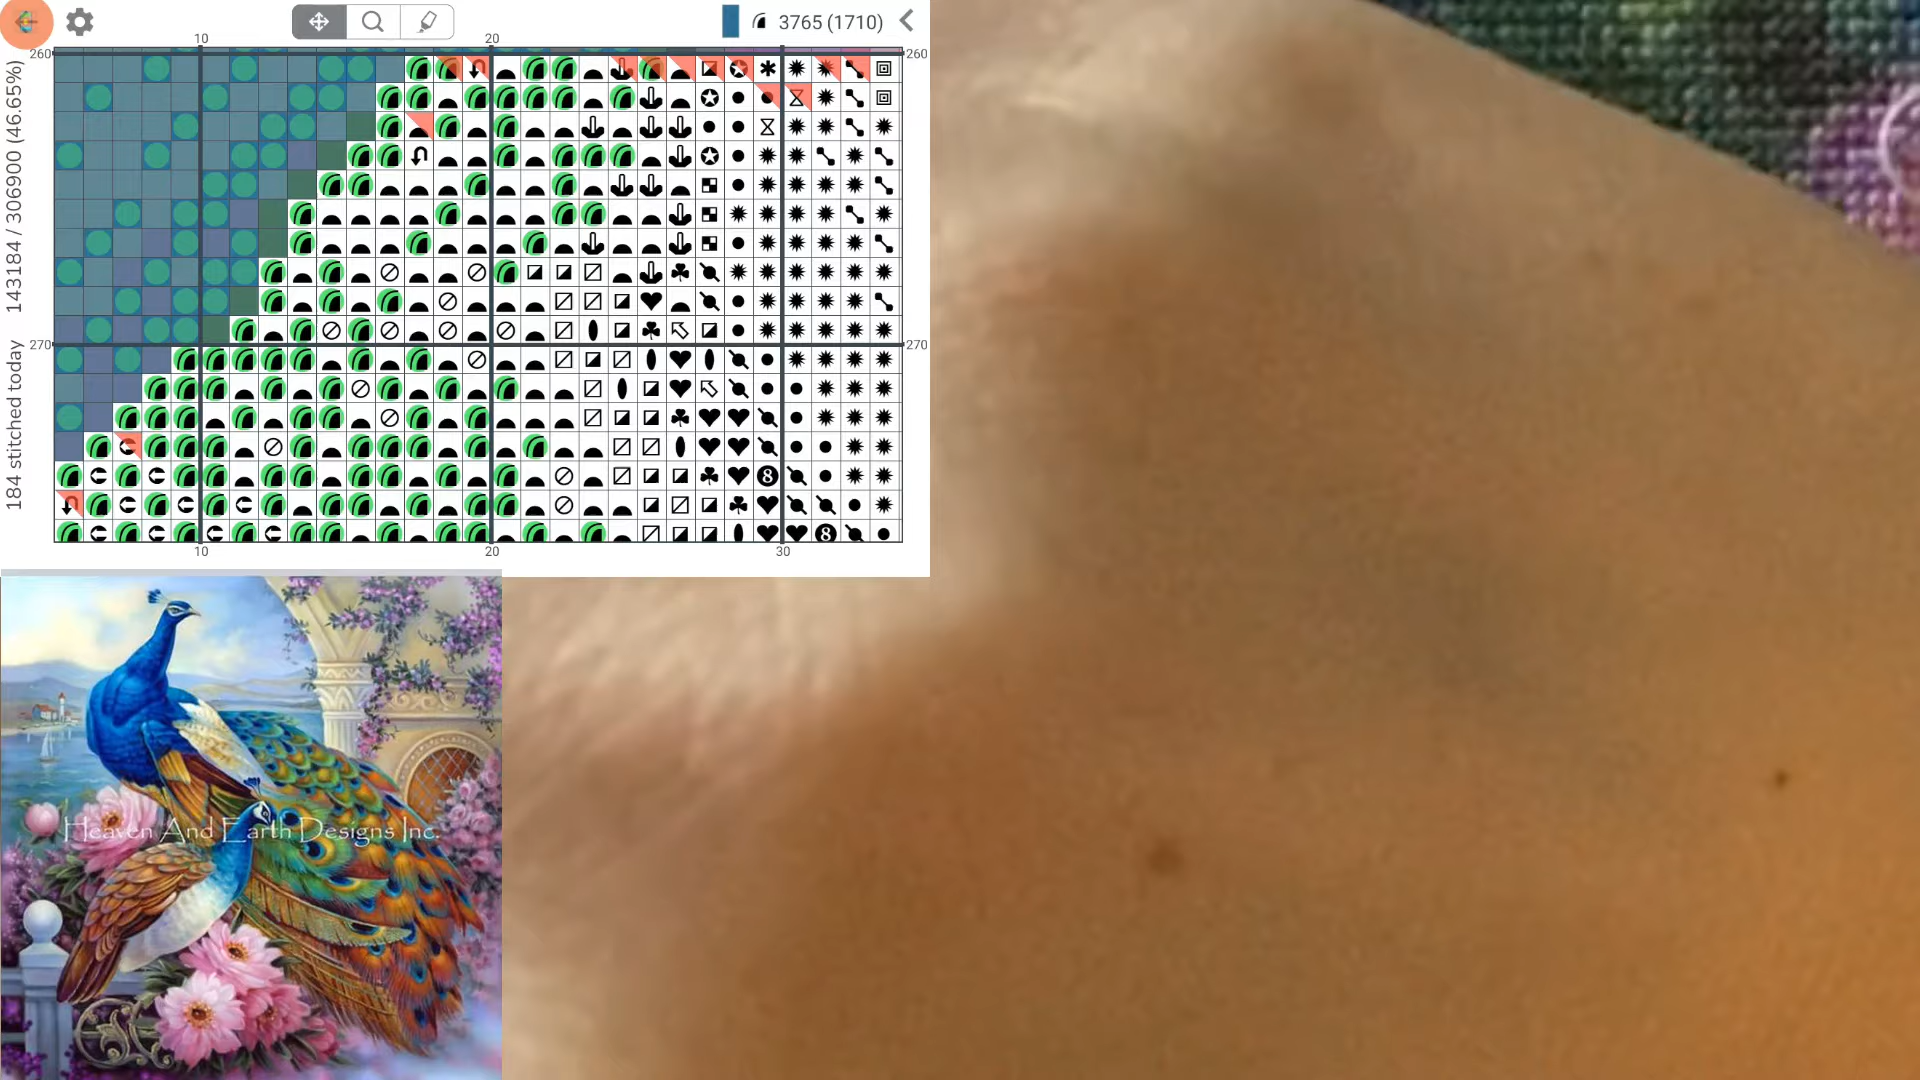 3765 (1710)
10 20
260 260
143184 / 306900 (46.65%)
184 stitched today
270 270
10 20 30
Heaven And Earth Designs Inc.